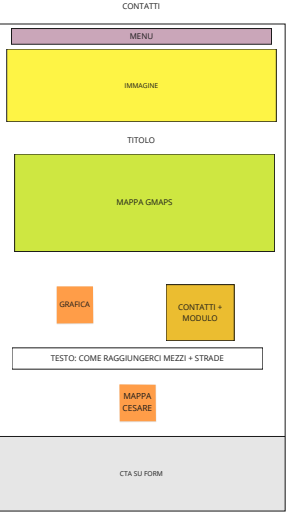 CONTATTI
MENU
IMMAGINE
TITOLO
MAPPA GMAPS
GRAFICA
CONTATTI +
MODULO
TESTO: COME RAGGIUNGERCI MEZZI + STRADE
MAPPA
CESARE
CTA SU FORM